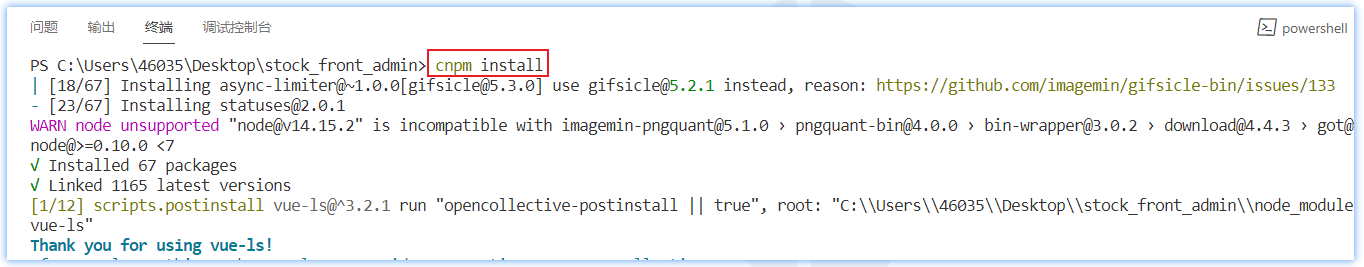 问题 输出 终端 调试控制台 powershell
PS C:\Users\46035\Desktop\stock_front_admin> cnpm install
| [18/67] Installing async-limiter@~1.0.0[gifsicle@5.3.0] use gifsicle@5.2.1 instead, reason: https://github.com/imagemin/gifsicle-bin/issues/133
- [23/67] Installing statuses@2.0.1
WARN node unsupported "node@v14.15.2" is incompatible with imagemin-pngquant@5.1.0 › pngquant-bin@4.0.0 › bin-wrapper@3.0.2 › download@4.4.3 › got@
node@>=0.10.0 <7
√ Installed 67 packages
√ Linked 1165 latest versions
[1/12] scripts.postinstall vue-ls@^3.2.1 run "opencollective-postinstall || true", root: "C:\\Users\\46035\\Desktop\\stock_front_admin\\node_module
vue-ls"
Thank you for using vue-ls!